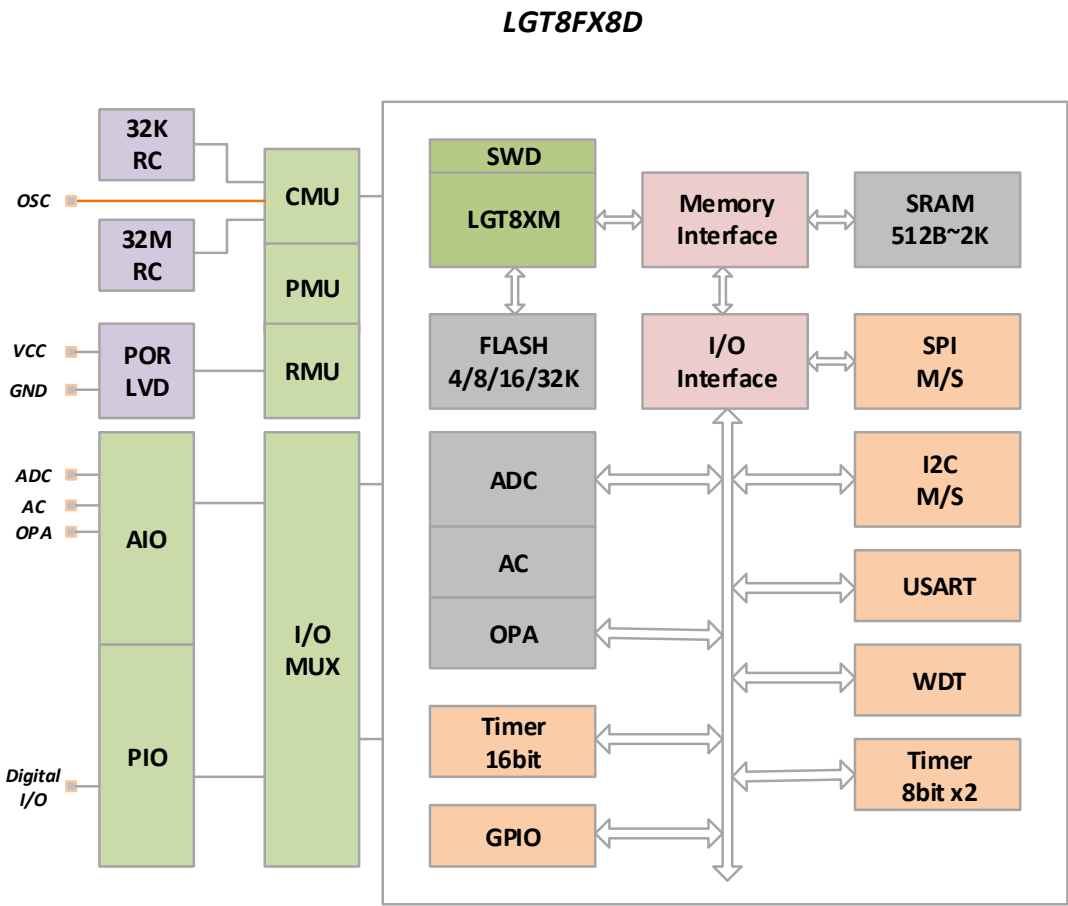 LGT8FX8D
32K
RC
OSC
32M
RC
CMU
PMU
RMU
VCC
GND
POR
LVD
ADC
AC
OPA
AIO
PIO
Digital
I/O
I/O
MUX
SWD
LGT8XM
Memory
Interface
SRAM
512B~2K
FLASH
4/8/16/32K
I/O
Interface
SPI
M/S
ADC
AC
OPA
I2C
M/S
USART
WDT
Timer
16bit
Timer
8bit x2
GPIO